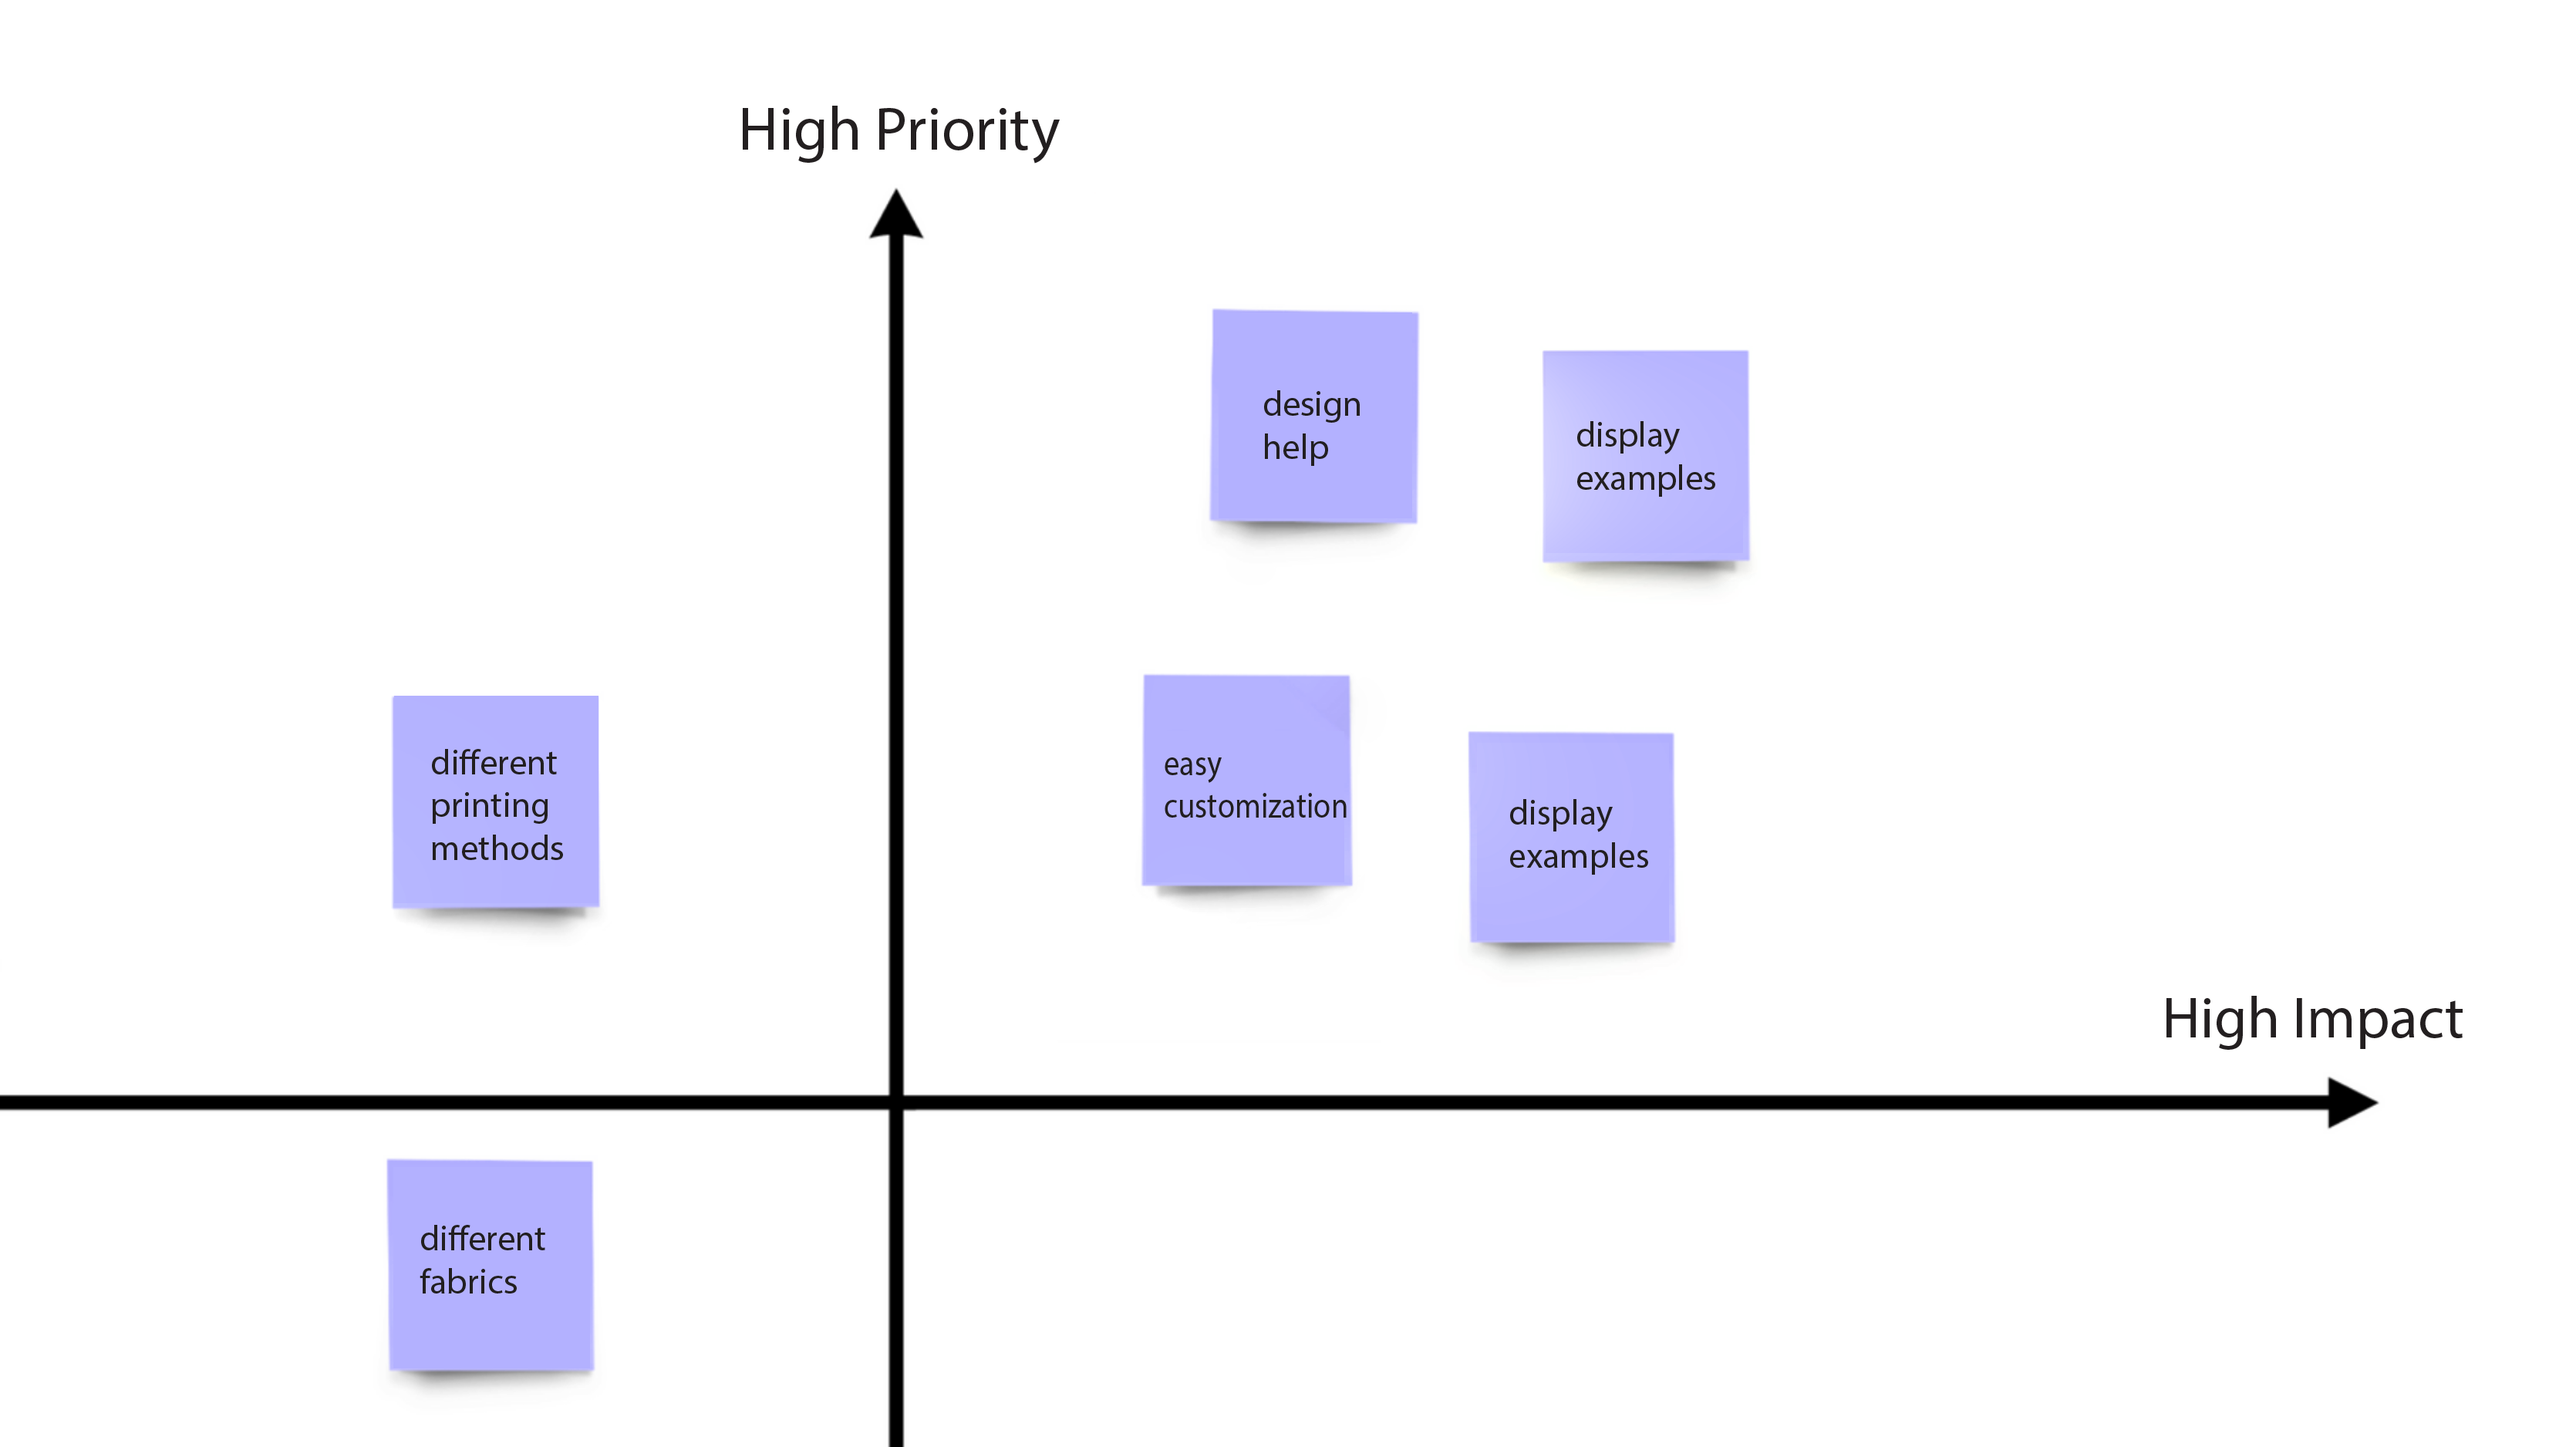 High Priority
design
help
display
examples
different
printing
methods
easy
customization
display
examples
High Impact
different
fabrics